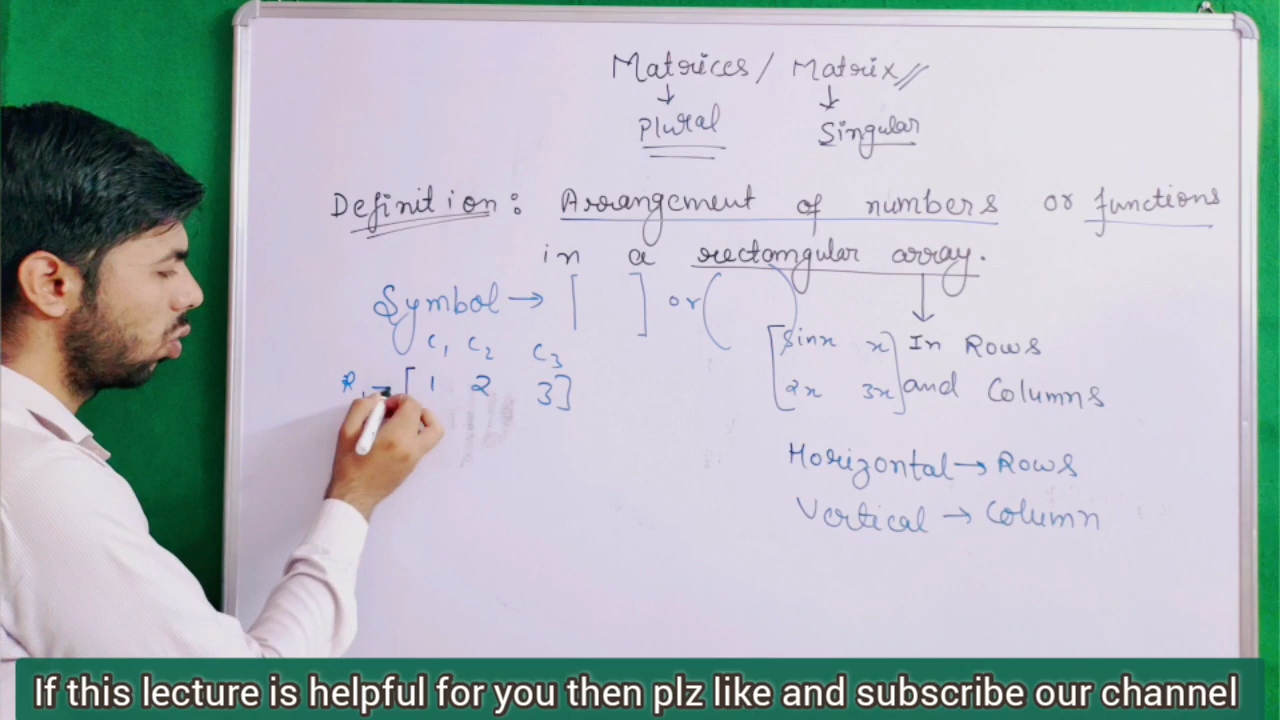 Matrices / Matrix //
↓ ↓
Plural Singular
Definition: Arrangement of numbers or functions
in a rectangular array.
Symbol → [ ] or ( )
↓
C₁ C₂ C₃
R₁ → [ 1 2 3 ]
[ sinx x
2x 3x ]
In Rows
and Columns
Horizontal → Rows
Vertical → Column
If this lecture is helpful for you then plz like and subscribe our channel